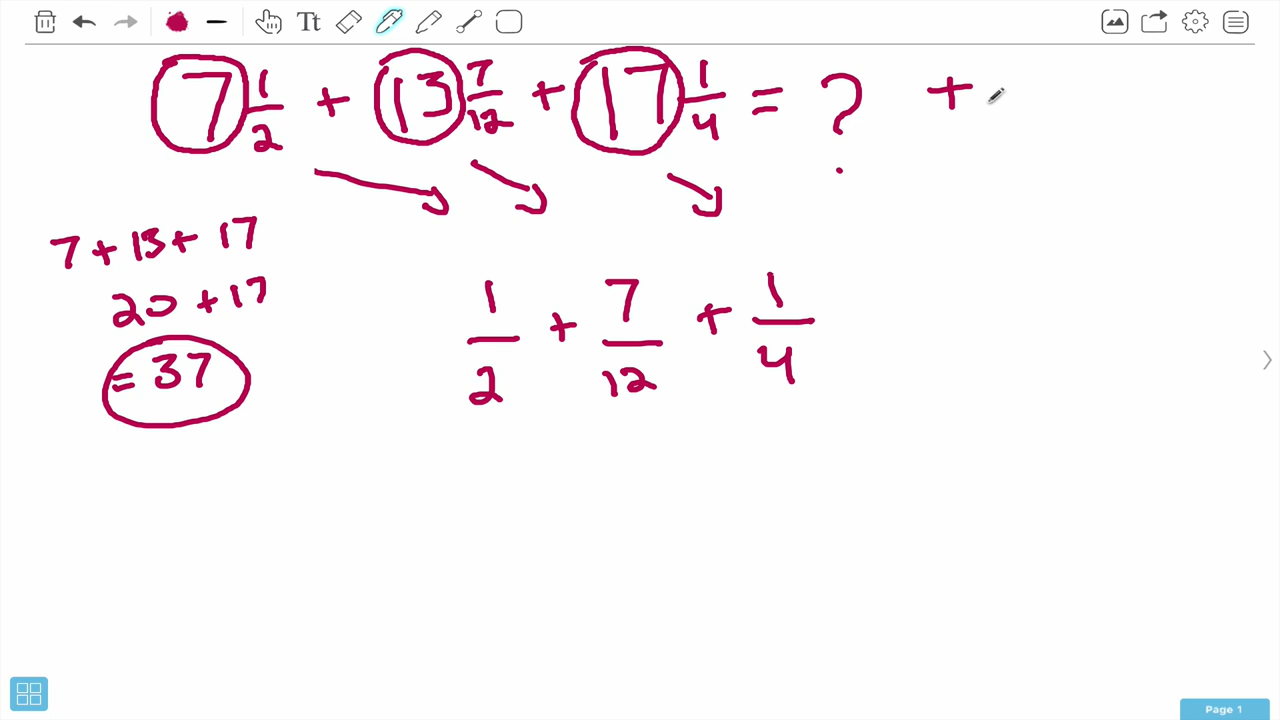 Tt
7 1/2 + 13 7/12 + 17 1/4 = ? +
7 + 13 + 17
20 + 17
= 37
1/2 + 7/12 + 1/4
Page 1